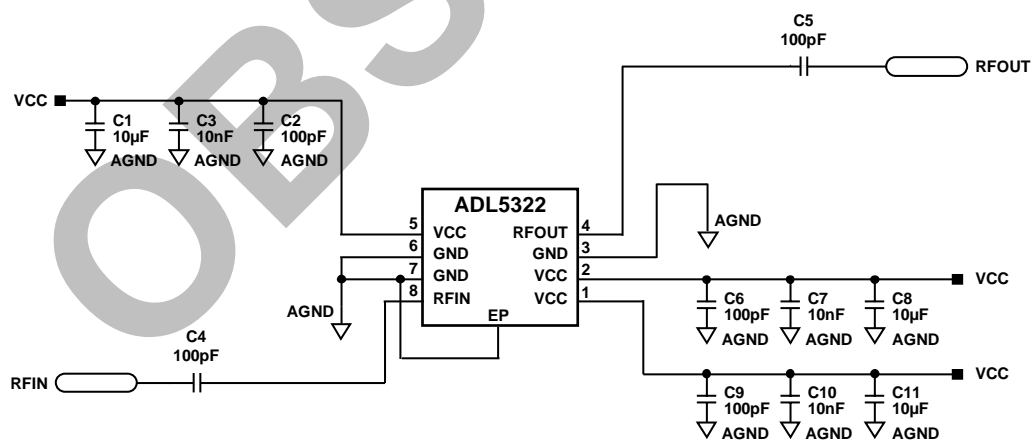 C5
100pF
RFOUT
VCC
C1
10µF
AGND
C3
10nF
AGND
C2
100pF
AGND
ADL5322
5
VCC
6
GND
7
GND
8
RFIN
RFOUT
4
GND
3
VCC
2
VCC
1
EP
AGND
AGND
C4
100pF
RFIN
VCC
C6
100pF
AGND
C7
10nF
AGND
C8
10µF
AGND
VCC
C9
100pF
AGND
C10
10nF
AGND
C11
10µF
AGND
OBS